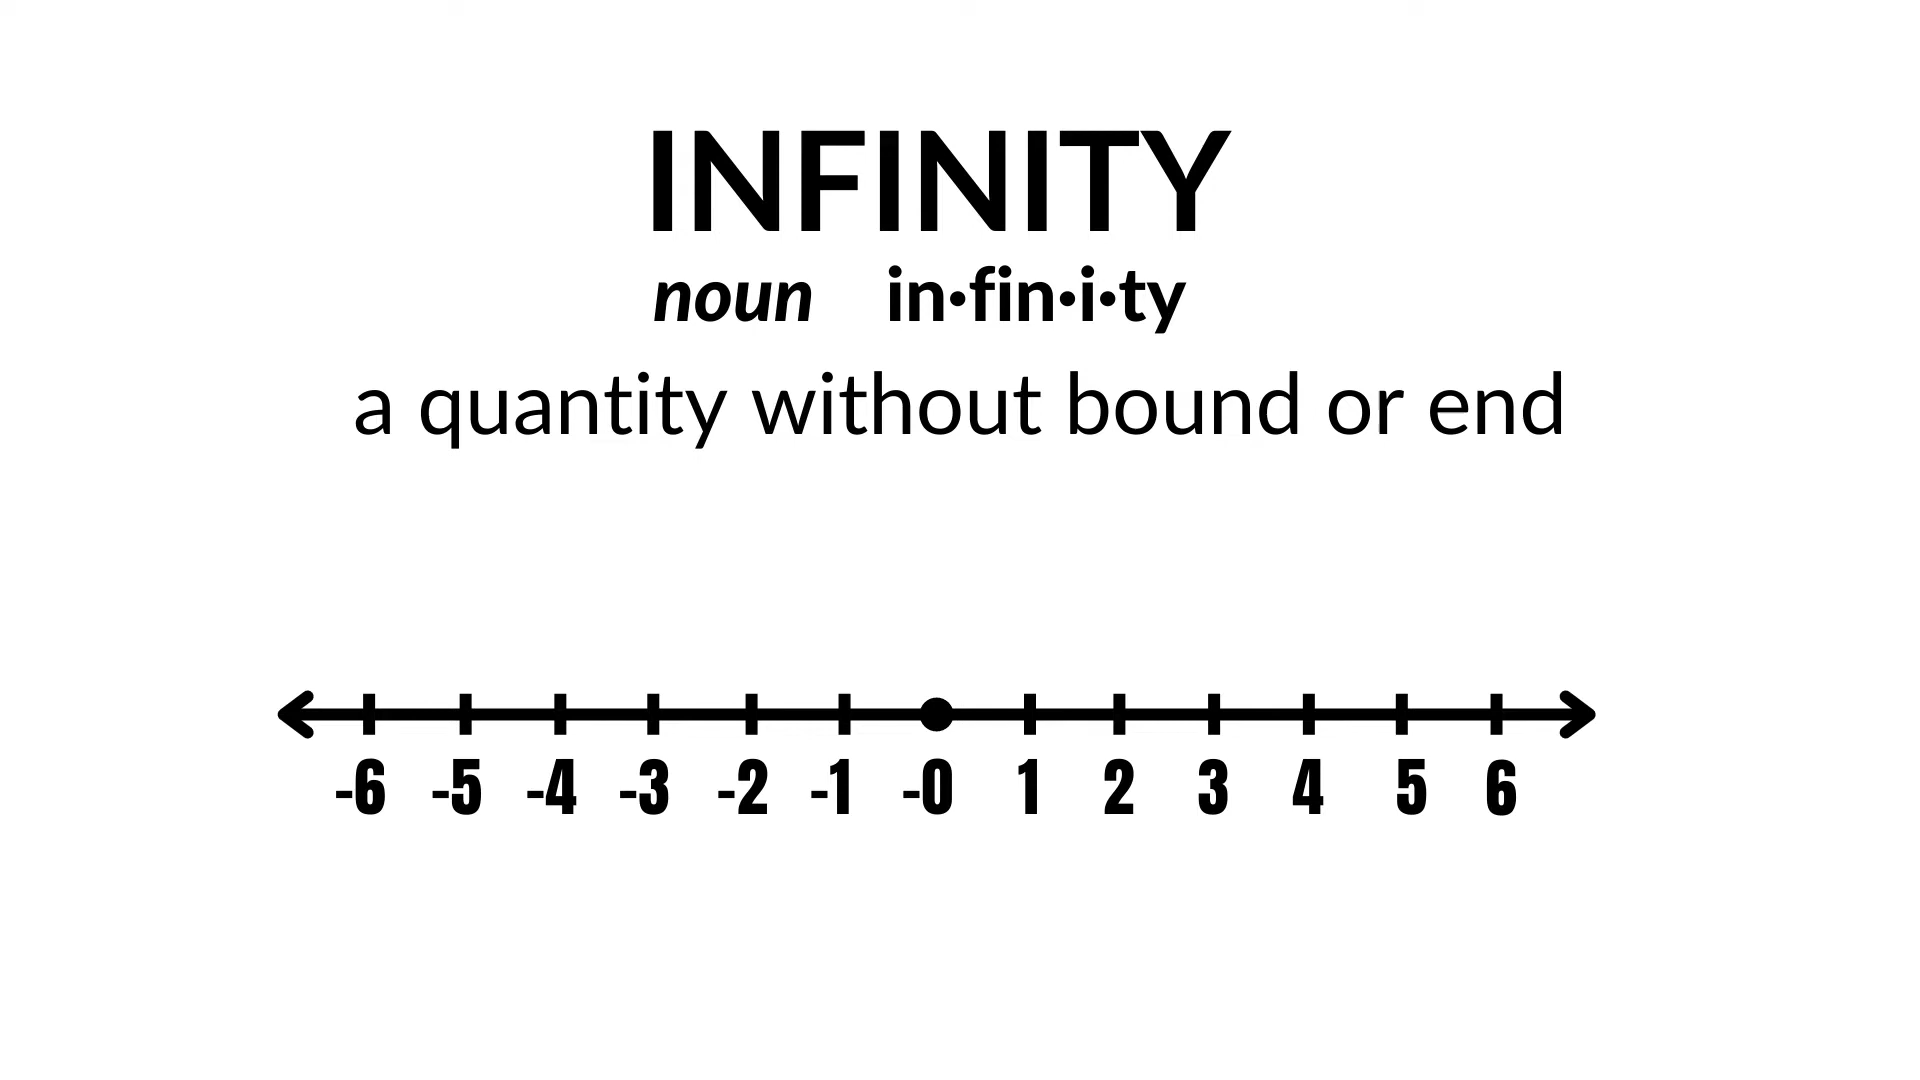 INFINITY
noun in•fin•i•ty
a quantity without bound or end
-6 -5 -4 -3 -2 -1 -0 1 2 3 4 5 6